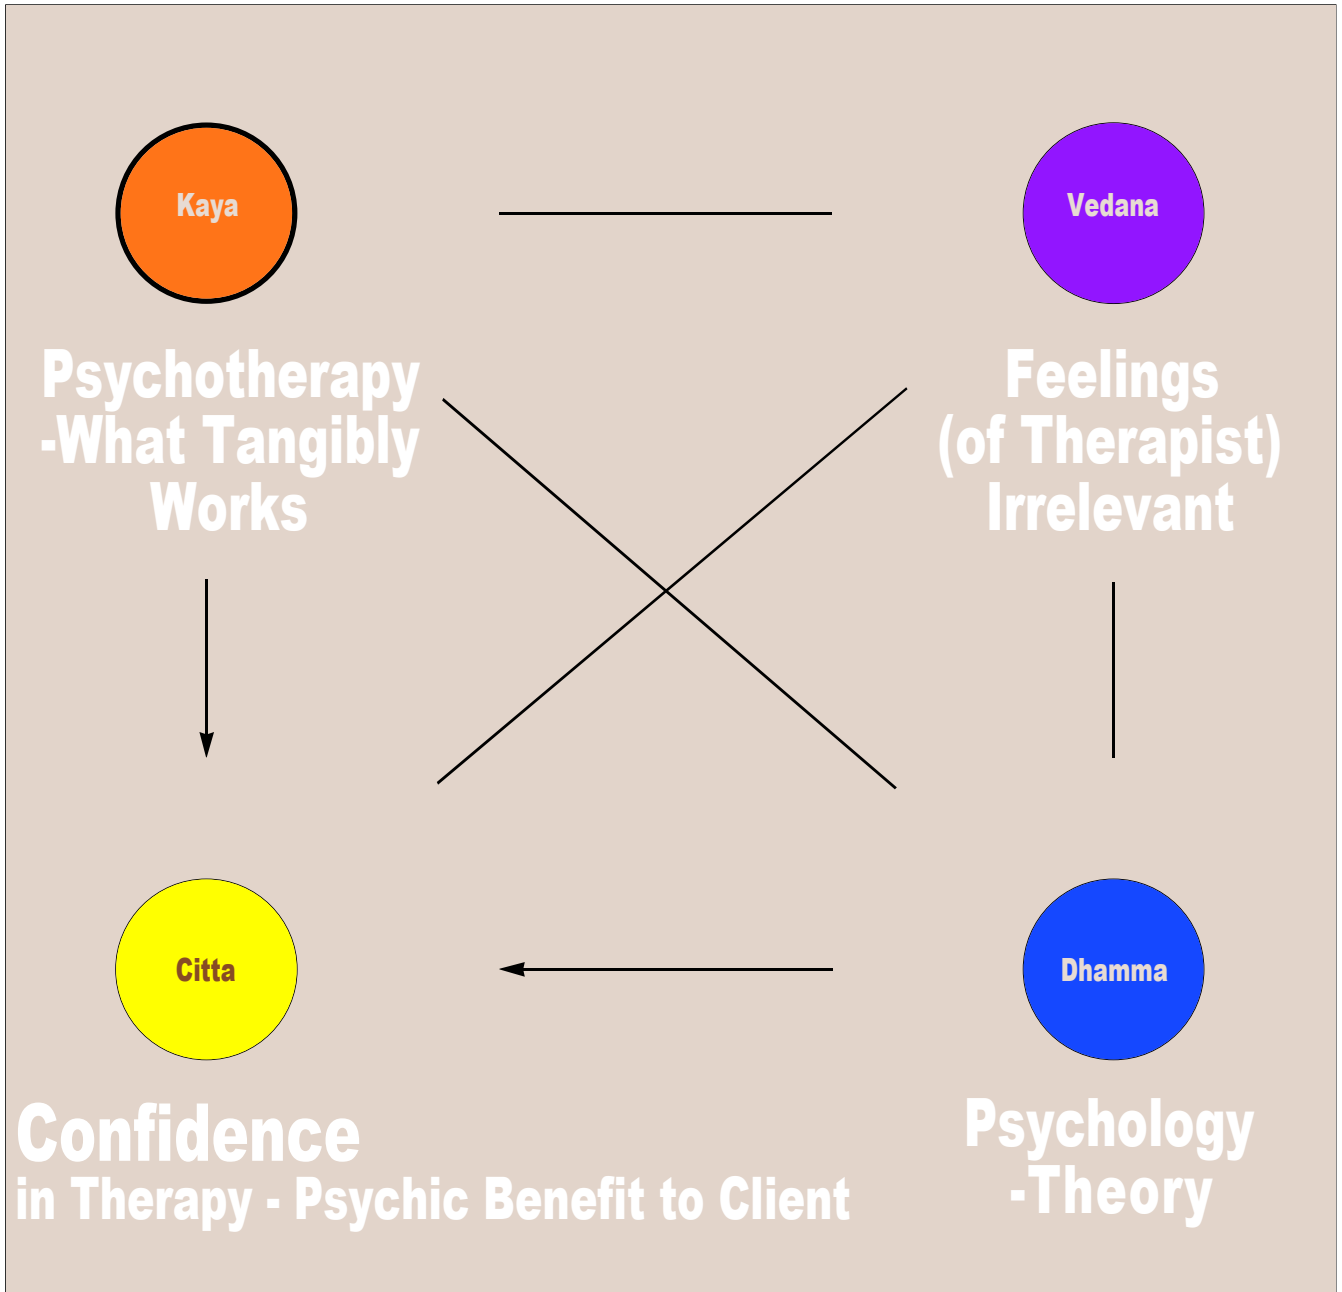 Kaya
Vedana
Psychotherapy
-What Tangibly
Works
Feelings
(of Therapist)
Irrelevant
Citta
Dhamma
Confidence
in Therapy - Psychic Benefit to Client
Psychology
-Theory